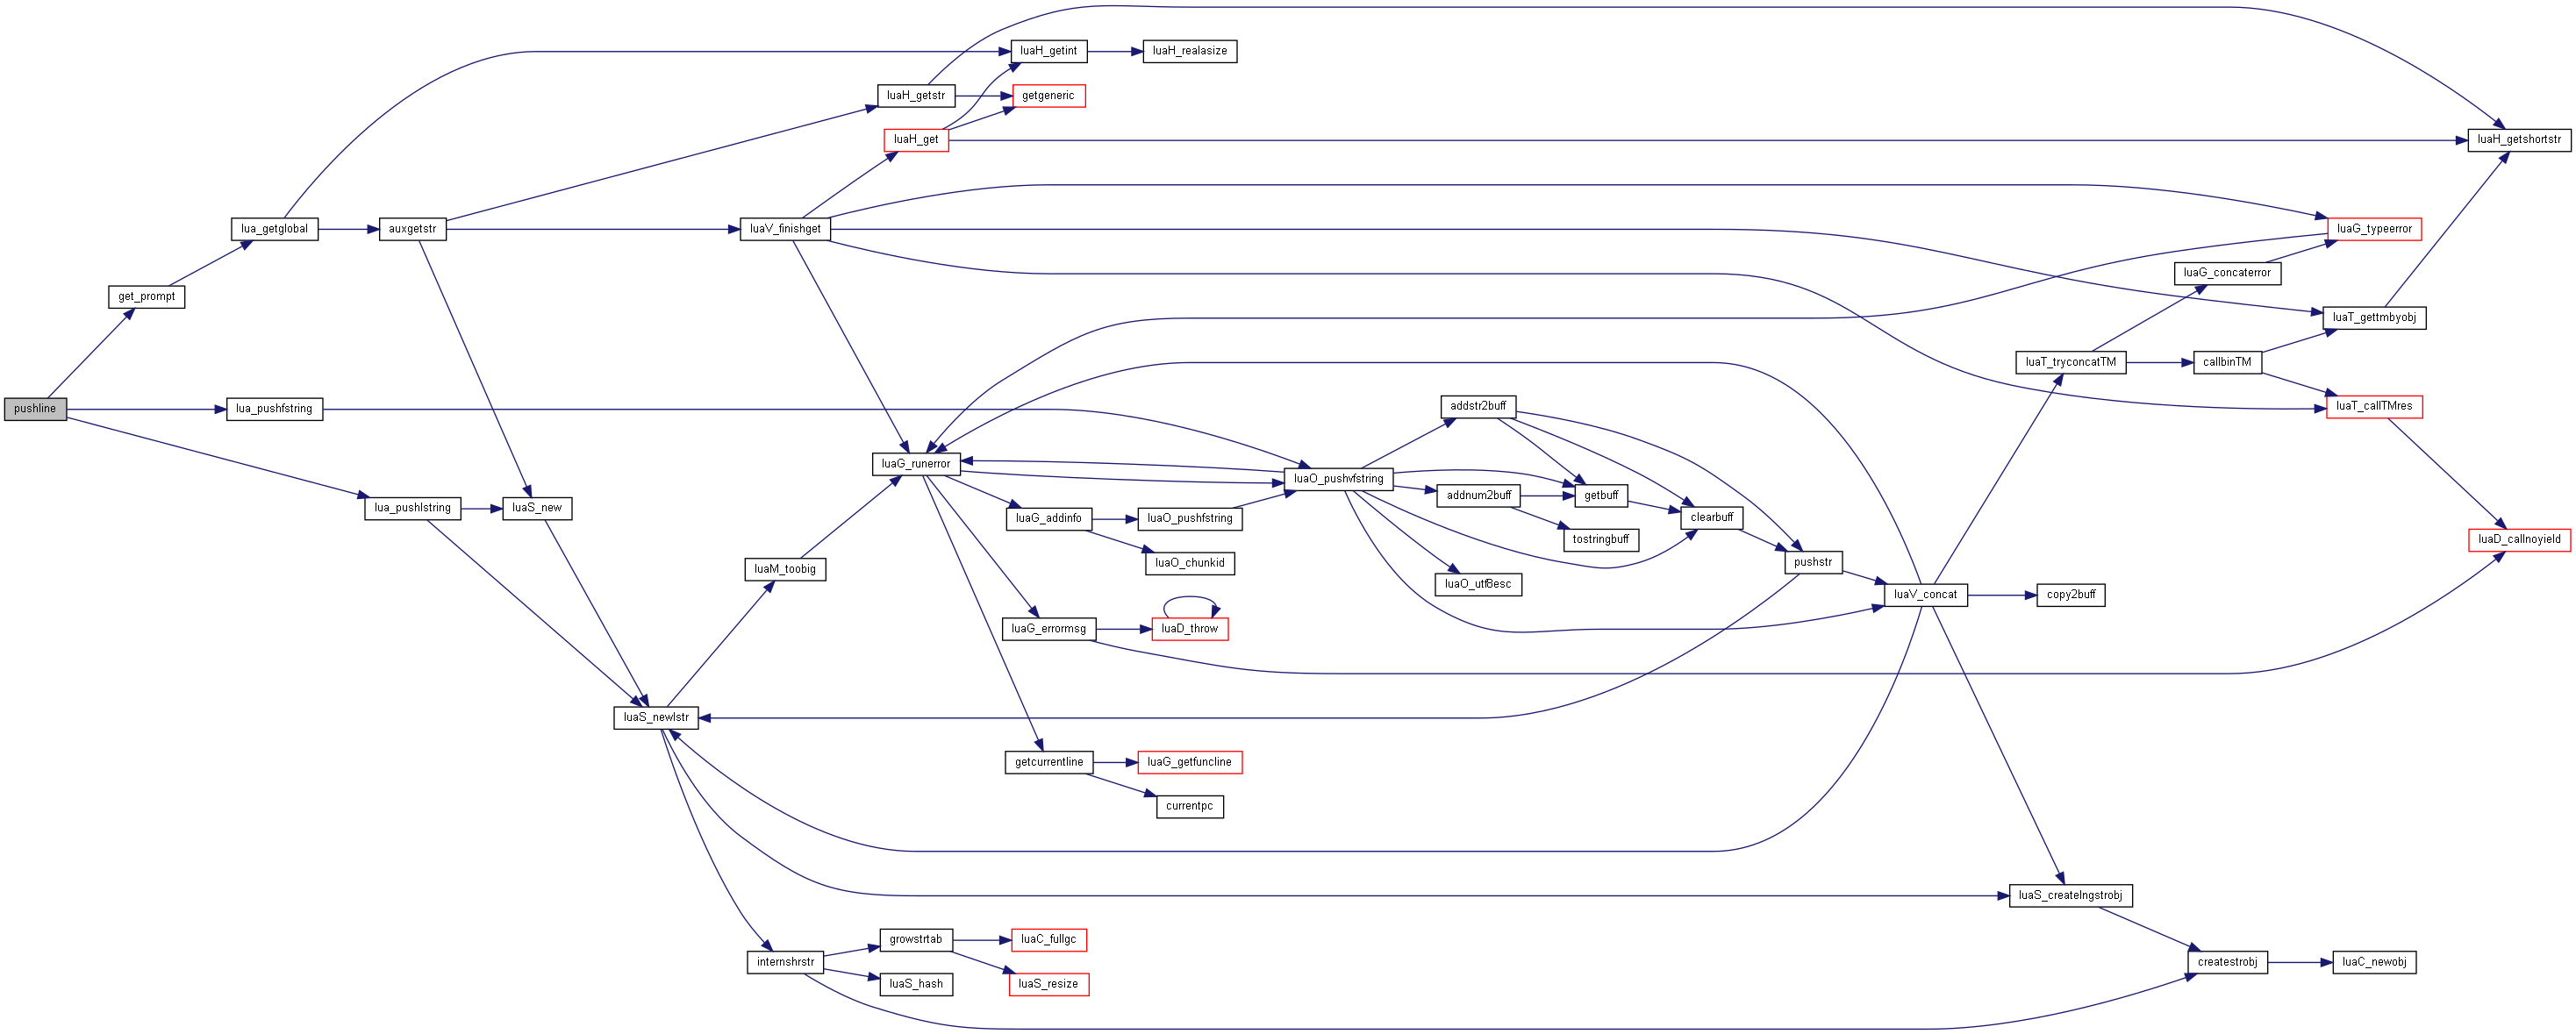 luaH_getint
luaH_realasize
luaH_getstr
getgeneric
luaH_get
luaH_getshortstr
lua_getglobal
auxgetstr
luaV_finishget
luaG_typeerror
luaG_concaterror
get_prompt
luaT_gettmbyobj
luaT_tryconcatTM
callbinTM
pushline
lua_pushfstring
addstr2buff
luaT_callTMres
luaG_runerror
luaO_pushvfstring
addnum2buff
getbuff
lua_pushlstring
luaS_new
luaG_addinfo
luaO_pushfstring
clearbuff
tostringbuff
luaD_callnoyield
luaM_toobig
luaO_chunkid
pushstr
luaO_utf8esc
luaV_concat
copy2buff
luaG_errormsg
luaD_throw
luaS_newlstr
getcurrentline
luaG_getfuncline
currentpc
luaS_createlngstrobj
growstrtab
luaC_fullgc
internshrstr
createstrobj
luaC_newobj
luaS_hash
luaS_resize